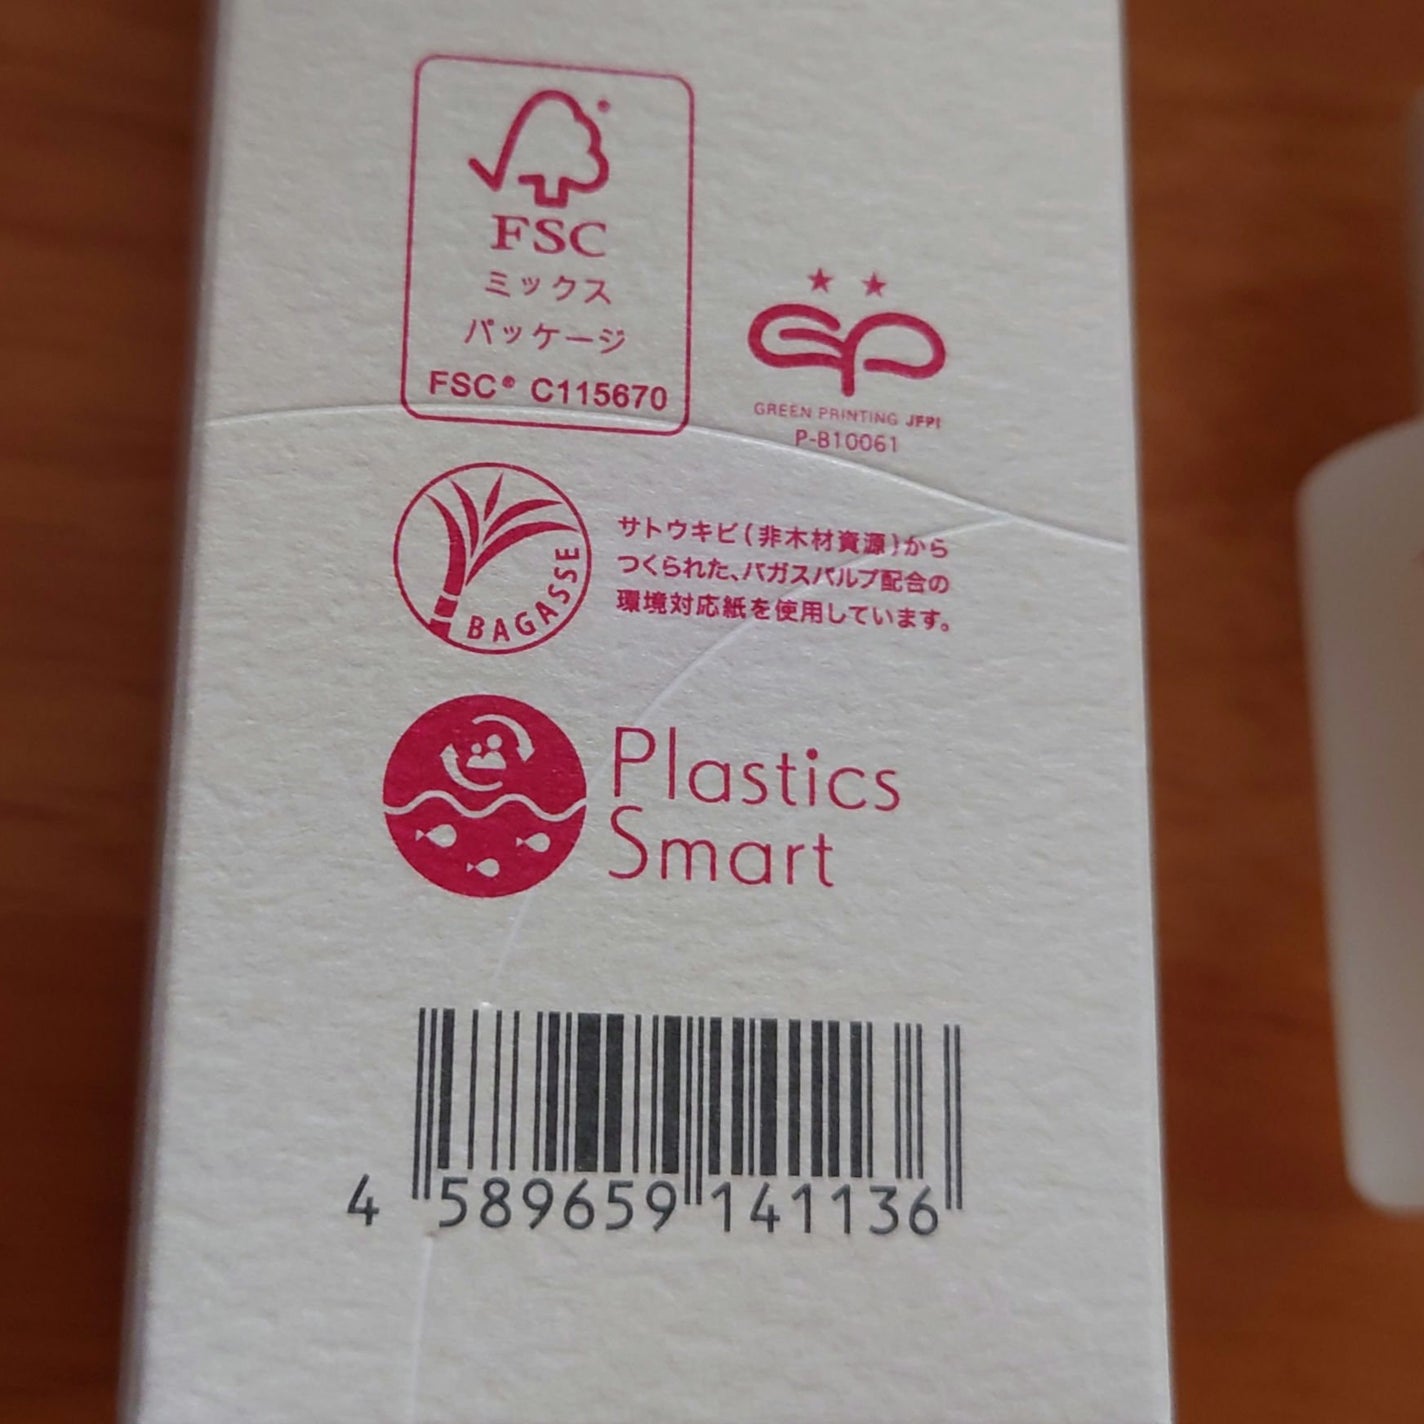 FSC
ミックス
パッケージ
FSC® C115670
GREEN PRINTING JFPI
P-B10061
BAGASSE
サトウキビ(非木材資源)から
つくられた、バガスパルプ配合の
環境対応紙を使用しています。
Plastics
Smart
4 589659 141136